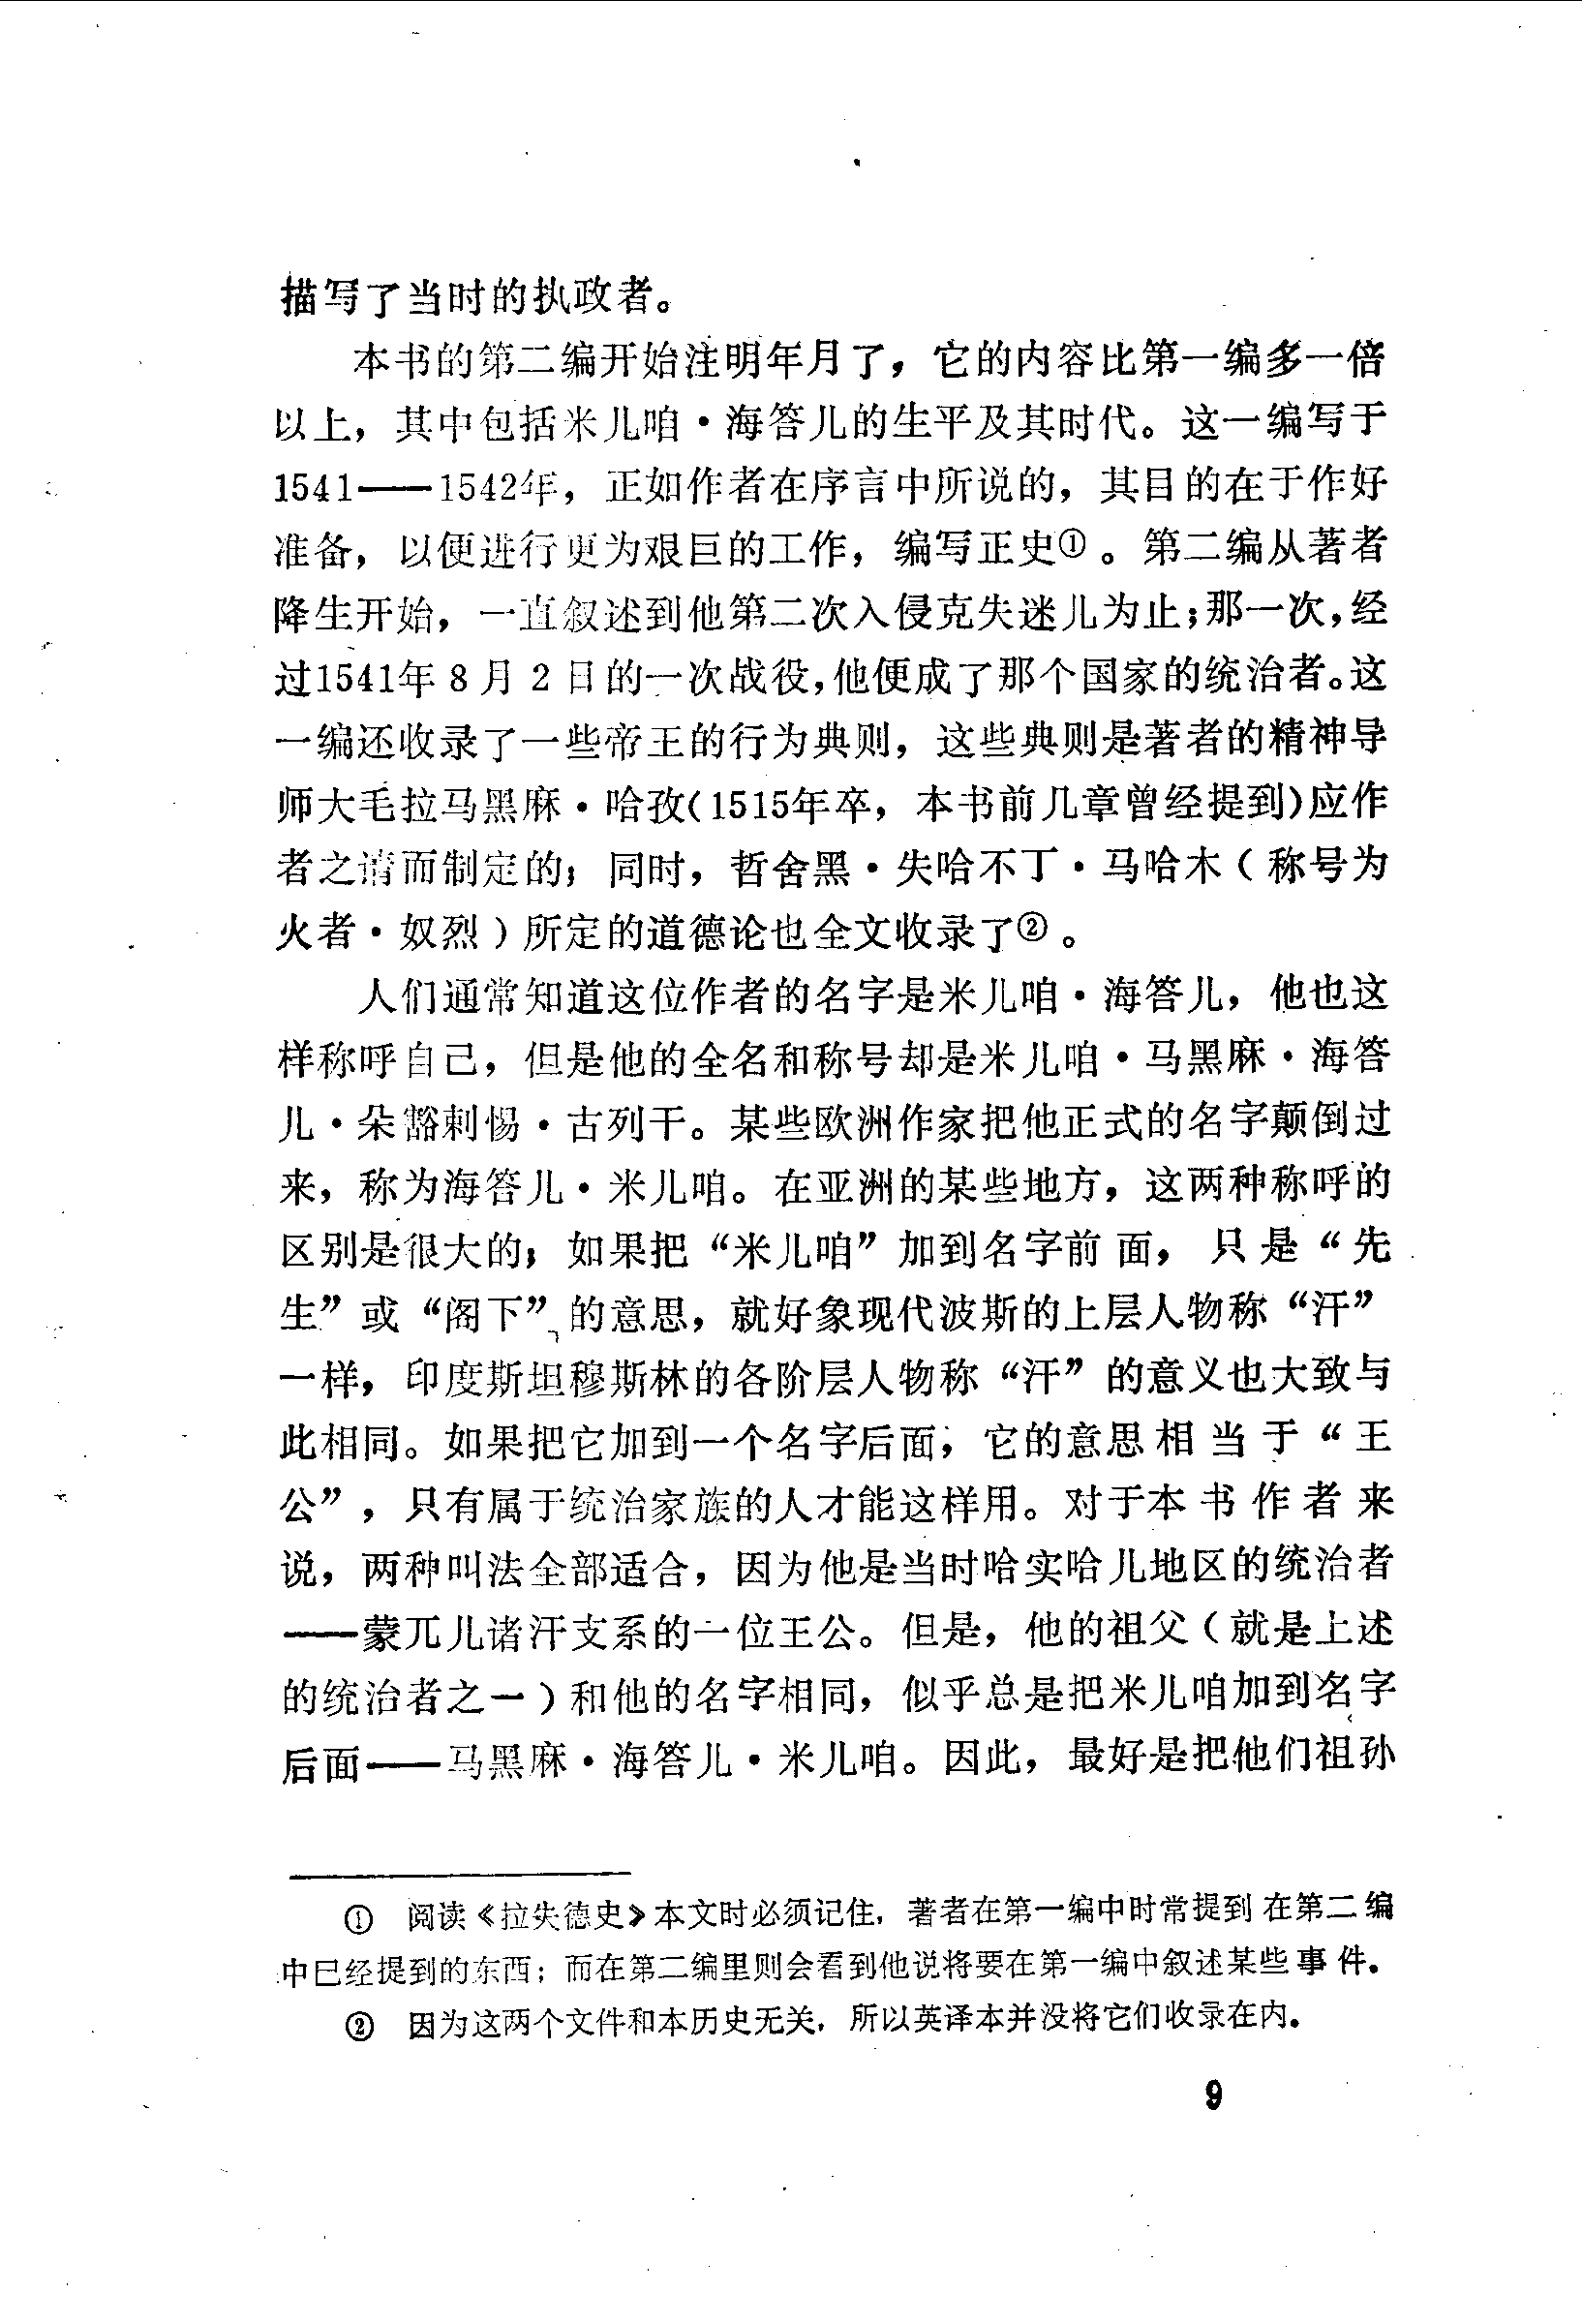 描写了当时的执政者。
本书的第二编开始注明年月了，它的内容比第一编多一倍
以上，其中包括米儿咱·海答儿的生平及其时代。这一编写于
1541——1542年，正如作者在序言中所说的，其目的在于作好
准备，以便进行更为艰巨的工作，编写正史①。第二编从著者
降生开始，一直叙述到他第二次入侵克失迷儿为止；那一次，经
过1541年8月2日的一次战役，他便成了那个国家的统治者。这
一编还收录了一些帝王的行为典则，这些典则是著者的精神导
师大毛拉马黑麻·哈孜（1515年卒，本书前几章曾经提到）应作
者之请而制定的；同时，哲舍黑·失哈不丁·马哈木（称号为
火者·奴烈）所定的道德论也全文收录了②。
人们通常知道这位作者的名字是米儿咱·海答儿，他也这
样称呼自己，但是他的全名和称号却是米儿咱·马黑麻·海答
儿·朵豁剌惕·古列干。某些欧洲作家把他正式的名字颠倒过
来，称为海答儿·米儿咱。在亚洲的某些地方，这两种称呼的
区别是很大的；如果把“米儿咱”加到名字前面，只是“先
生”或“阁下”的意思，就好象现代波斯的上层人物称“汗”
一样，印度斯坦穆斯林的各阶层人物称“汗”的意义也大致与
此相同。如果把它加到一个名字后面，它的意思相当于“王
公”，只有属于统治家族的人才能这样用。对于本书作者来
说，两种叫法全部适合，因为他是当时哈实哈儿地区的统治者
——蒙兀儿诸汗支系的一位王公。但是，他的祖父（就是上述
的统治者之一）和他的名字相同，似乎总是把米儿咱加到名字
后面——马黑麻·海答儿·米儿咱。因此，最好是把他们祖孙
① 阅读《拉失德史》本文时必须记住，著者在第一编中时常提到在第二编
中已经提到的东西；而在第二编里则会看到他说将要在第一编中叙述某些事件。
② 因为这两个文件和本历史无关，所以英译本并没将它们收录在内。
9